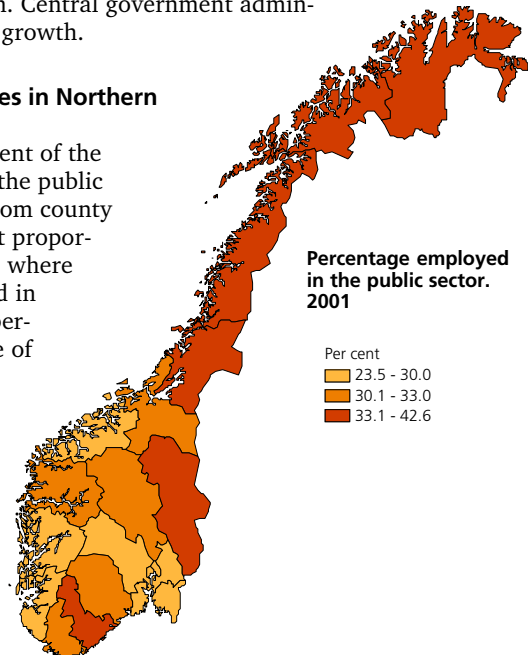 n. Central government admin-
growth.
es in Northern
ent of the
the public
om county
t propor-
where
d in
per-
e of
Percentage employed
in the public sector.
2001
Per cent
23.5 - 30.0
30.1 - 33.0
33.1 - 42.6